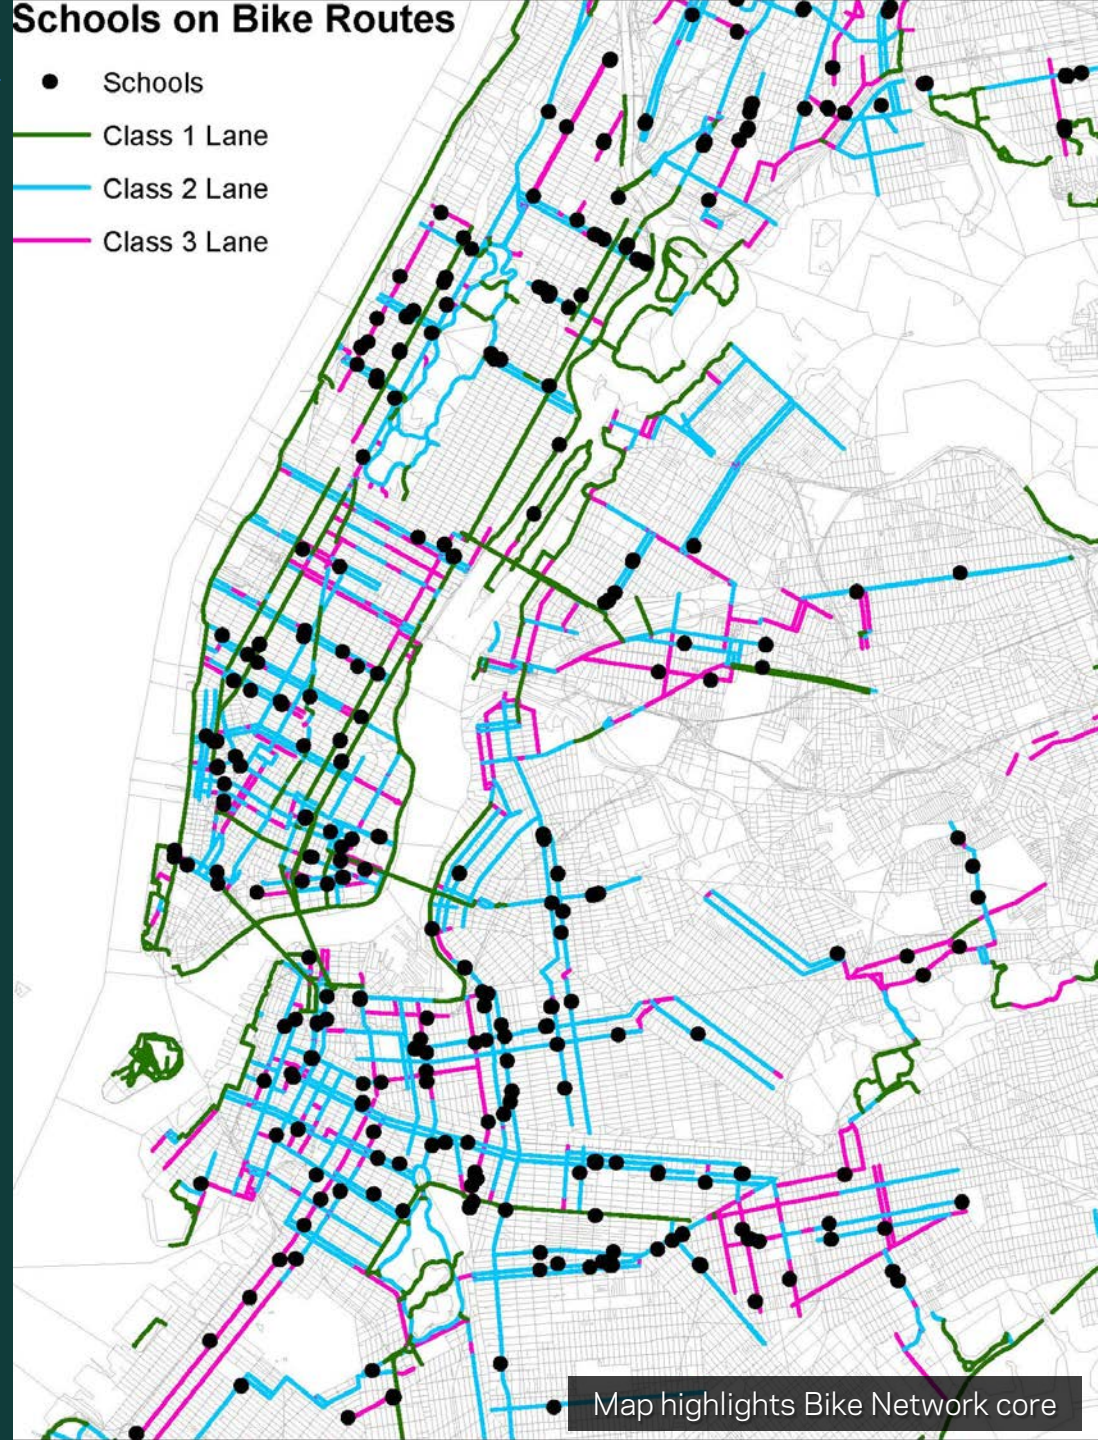 Schools on Bike Routes
Schools
Class 1 Lane
Class 2 Lane
Class 3 Lane
Map highlights Bike Network core